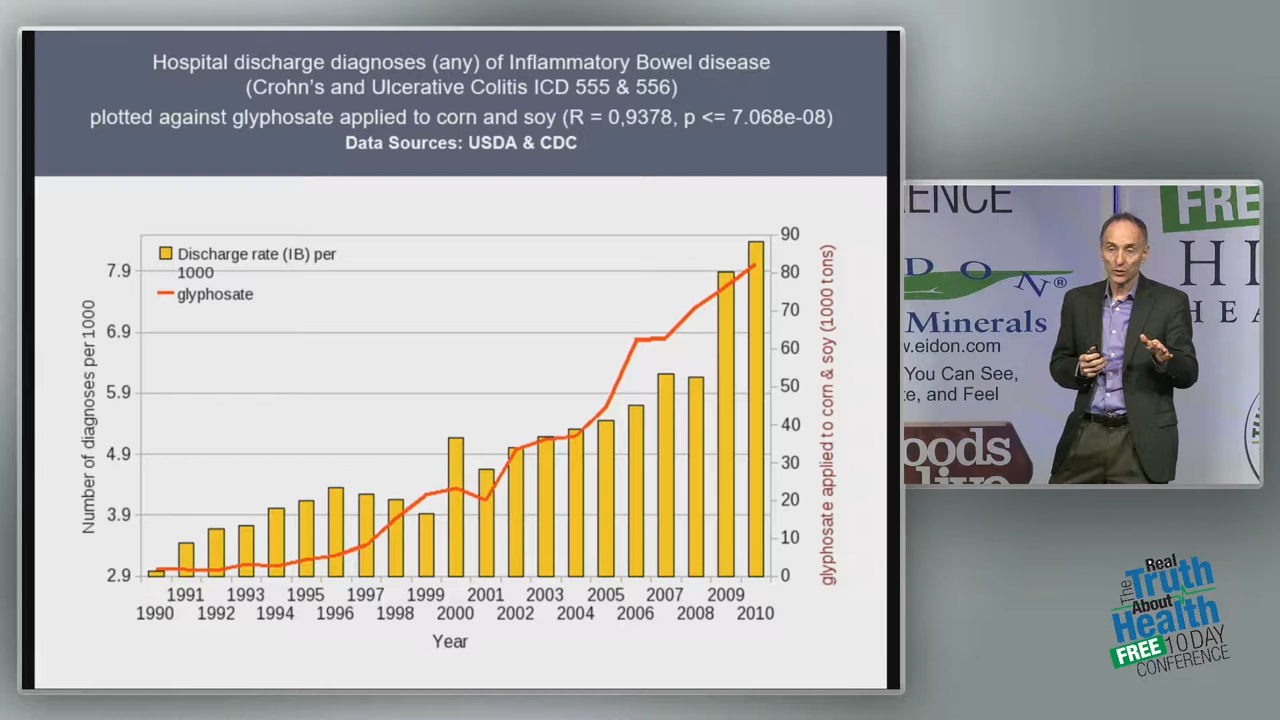 Hospital discharge diagnoses (any) of Inflammatory Bowel disease
(Crohn's and Ulcerative Colitis ICD 555 & 556)
plotted against glyphosate applied to corn and soy (R = 0,9378, p <= 7.068e-08)
Data Sources: USDA & CDC
Discharge rate (IB) per
1000
glyphosate
Number of diagnoses per 1000
7.9
6.9
5.9
4.9
3.9
2.9
90
80
70
60
50
40
30
20
10
0
glyphosate applied to corn & soy (1000 tons)
1991 1993 1995 1997 1999 2001 2003 2005 2007 2009
1990 1992 1994 1996 1998 2000 2002 2004 2006 2008 2010
Year
ENCE
FRE
DON®
HI
HEA
Minerals
w.eidon.com
You Can See,
te, and Feel
oods
live
The
Real
Truth
About
Health
FREE 10 DAY
CONFERENCE